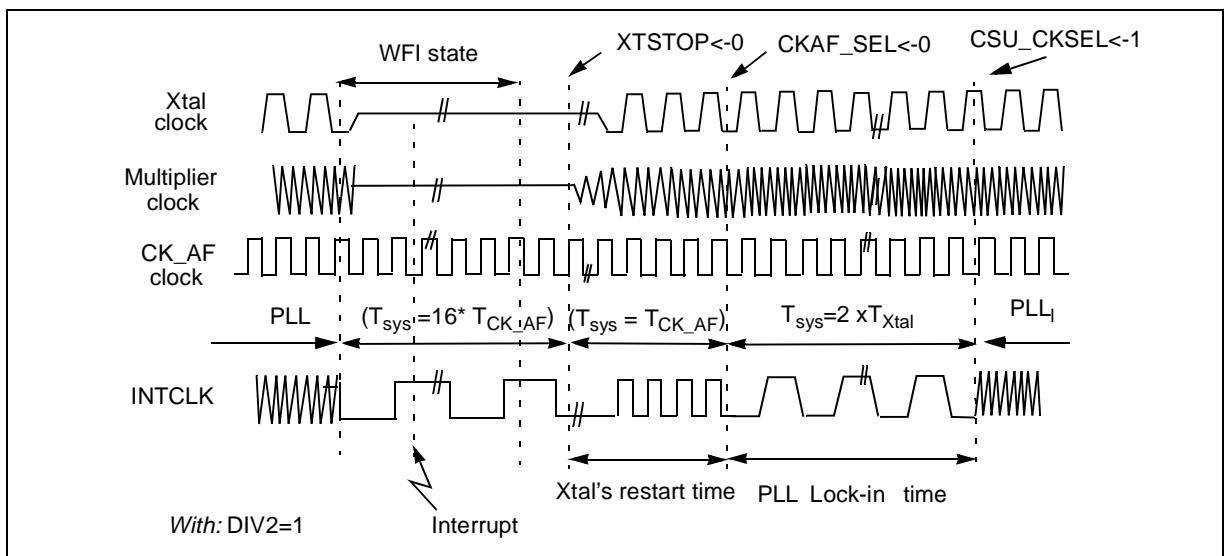 WFI state
XTSTOP<-0
CKAF_SEL<-0
CSU_CKSEL<-1
Xtal
clock
Multiplier
clock
CK_AF
clock
PLL
(Tsys =16* TCK_AF)
(Tsys = TCK_AF)
Tsys=2 xTXtal
PLLl
INTCLK
Xtal's restart time
PLL Lock-in time
With: DIV2=1
Interrupt